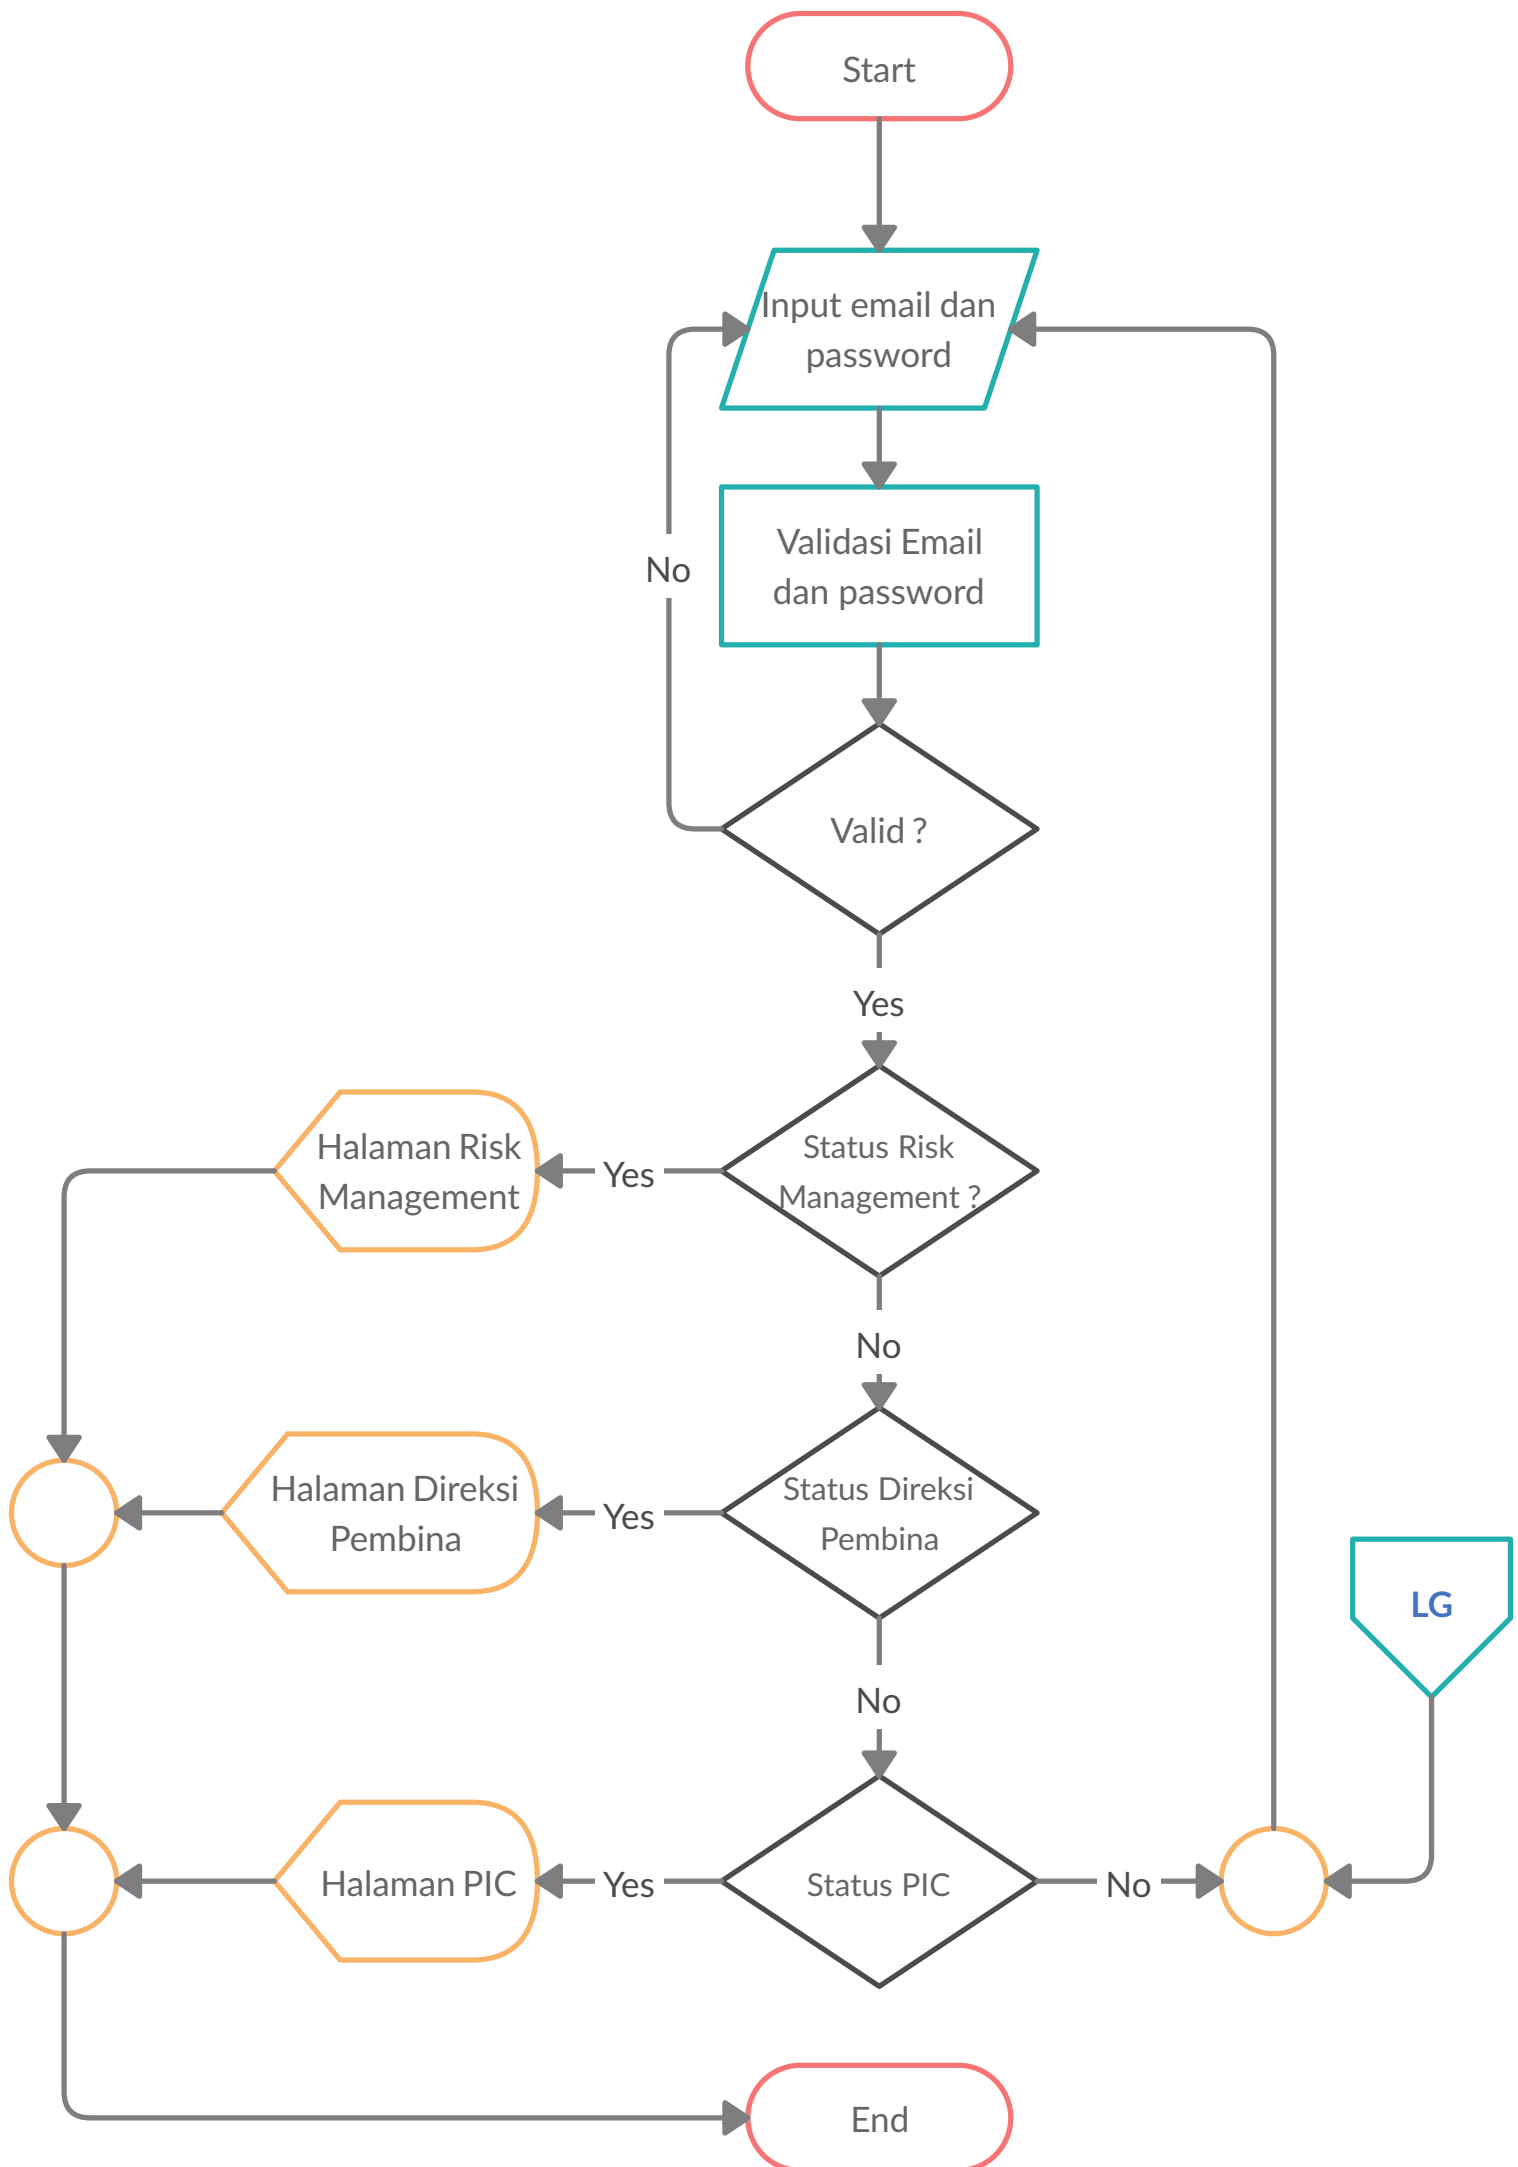 Start
Input email dan
password
Validasi Email
dan password
No
Valid ?
Yes
Halaman Risk
Management
Yes
Status Risk
Management ?
No
Halaman Direksi
Pembina
Yes
Status Direksi
Pembina
LG
No
Halaman PIC
Yes
Status PIC
No
End